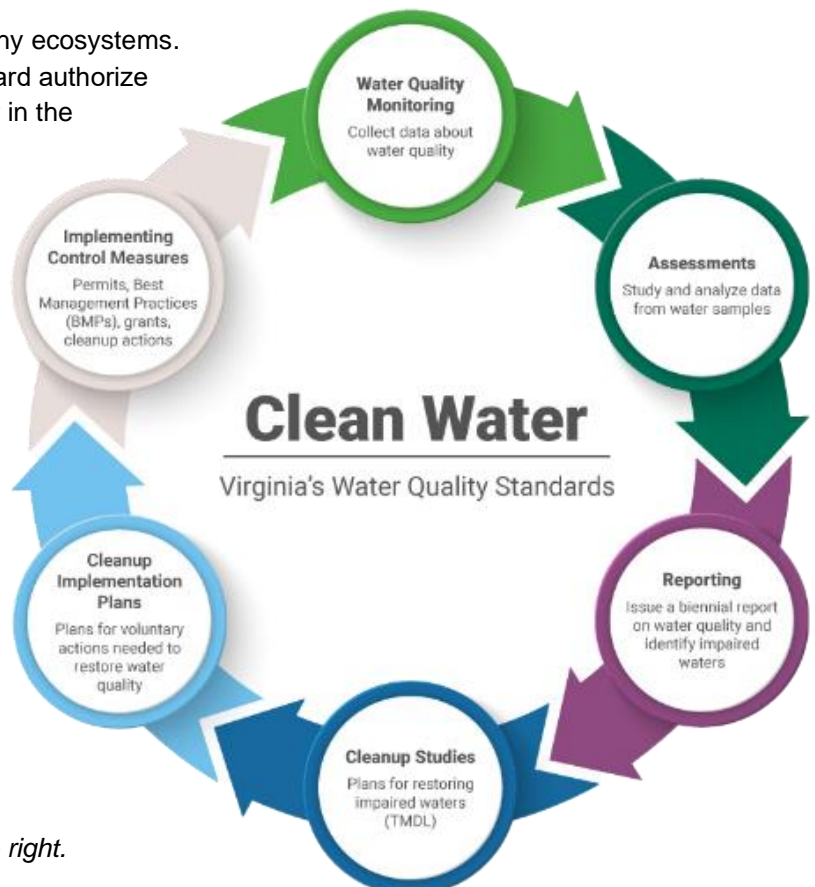 ny ecosystems.
ard authorize
in the
Water Quality
Monitoring
Collect data about
water quality
Assessments
Study and analyze data
from water samples
Reporting
Issue a biennial report
on water quality and
identify impaired
waters
Cleanup Studies
Plans for restoring
impaired waters
(TMDL)
Cleanup
Implementation
Plans
Plans for voluntary
actions needed to
restore water
quality
Implementing
Control Measures
Permits, Best
Management Practices
(BMPs), grants,
cleanup actions
Clean Water
Virginia's Water Quality Standards
right.